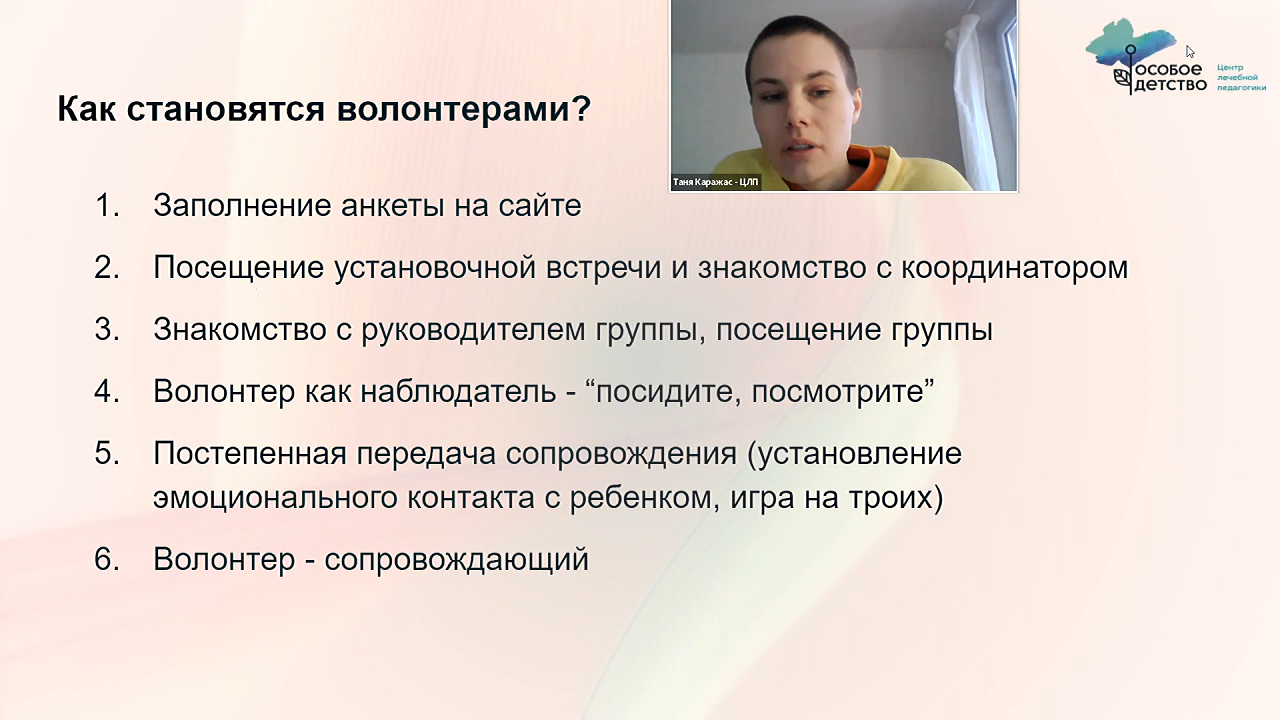 Как становятся волонтерами?
Таня Каражас - ЦЛП
особое
детство
Центр
лечебной
педагогики
1. Заполнение анкеты на сайте
2. Посещение установочной встречи и знакомство с координатором
3. Знакомство с руководителем группы, посещение группы
4. Волонтер как наблюдатель - “посидите, посмотрите”
5. Постепенная передача сопровождения (установление
эмоционального контакта с ребенком, игра на троих)
6. Волонтер - сопровождающий